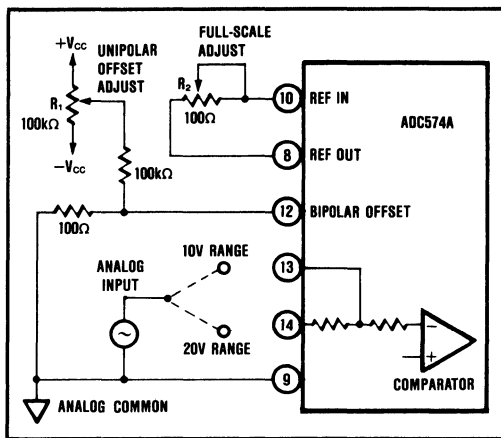 +VCC
UNIPOLAR
OFFSET
ADJUST
R1
100kΩ
−VCC
100kΩ
100Ω
FULL-SCALE
ADJUST
R2
100Ω
10 REF IN
ADC574A
8 REF OUT
12 BIPOLAR OFFSET
10V RANGE
13
ANALOG
INPUT
14
20V RANGE
−
+
9
COMPARATOR
ANALOG COMMON